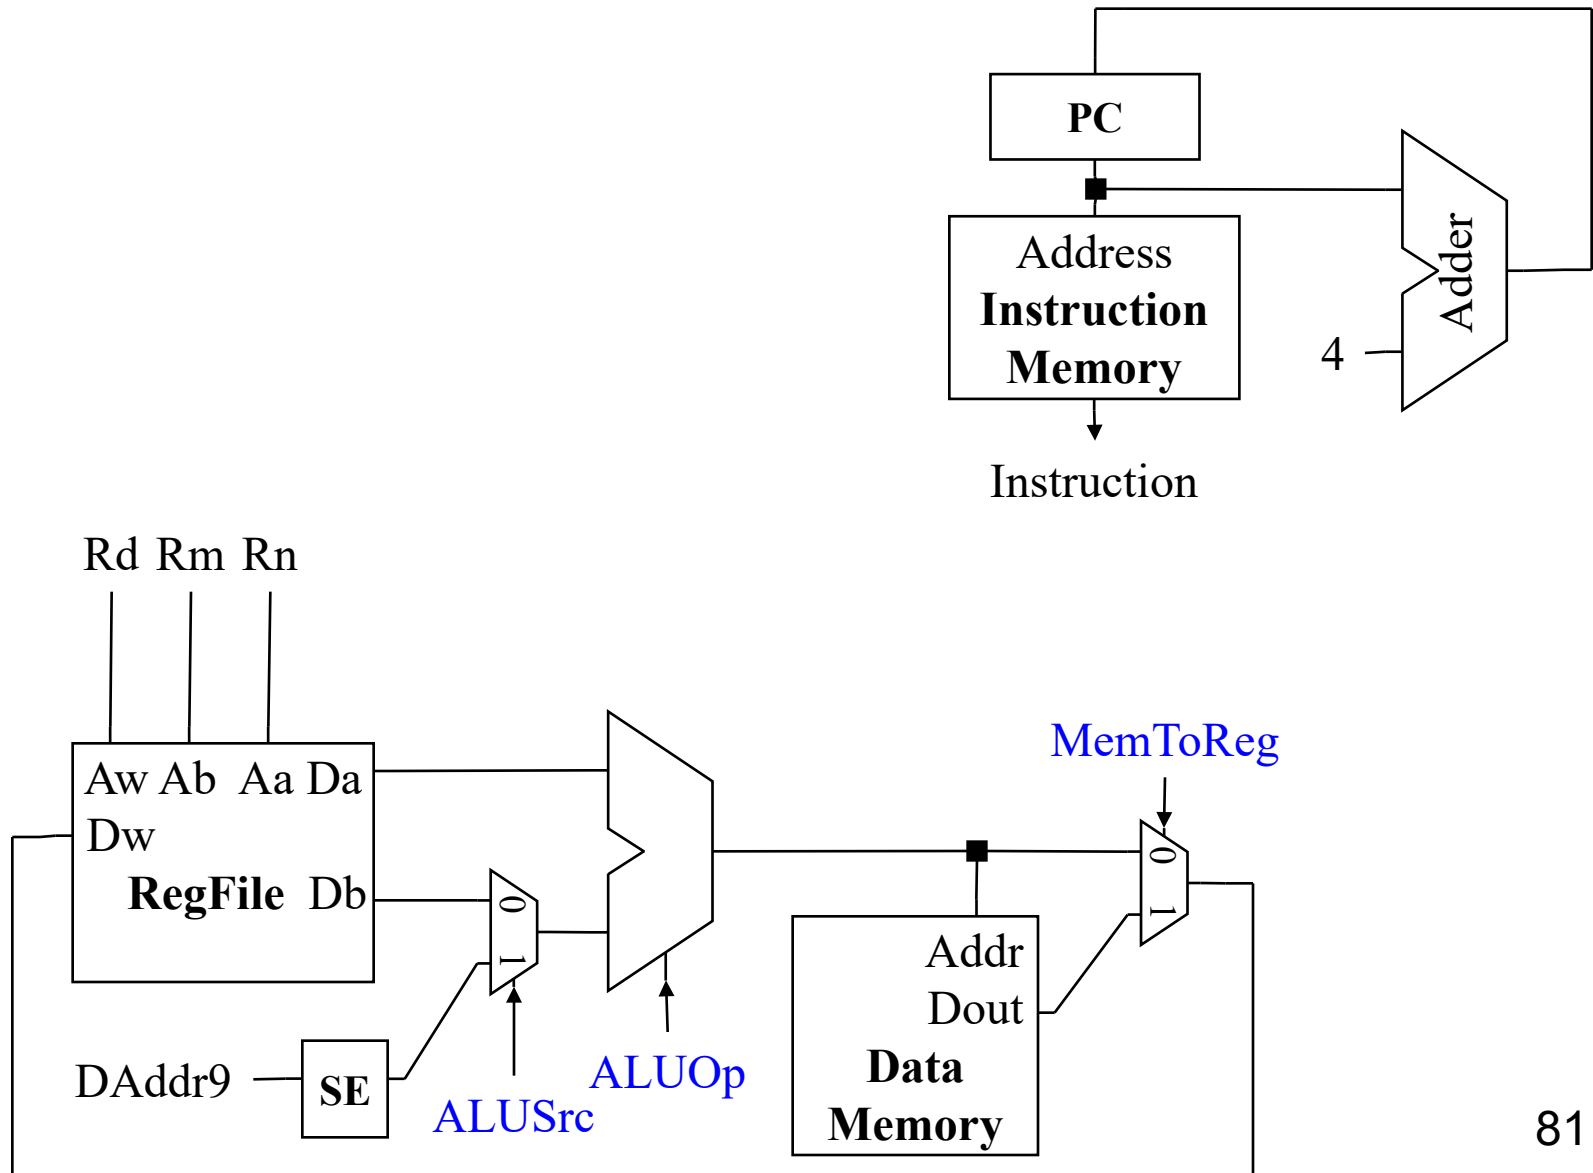 PC
Address
Instruction
Memory
Adder
4
Instruction
Rd Rm Rn
MemToReg
Aw Ab Aa Da
Dw
RegFile Db
0
1
0
1
Addr
Dout
Data
Memory
DAddr9
SE
ALUSrc
ALUOp
81